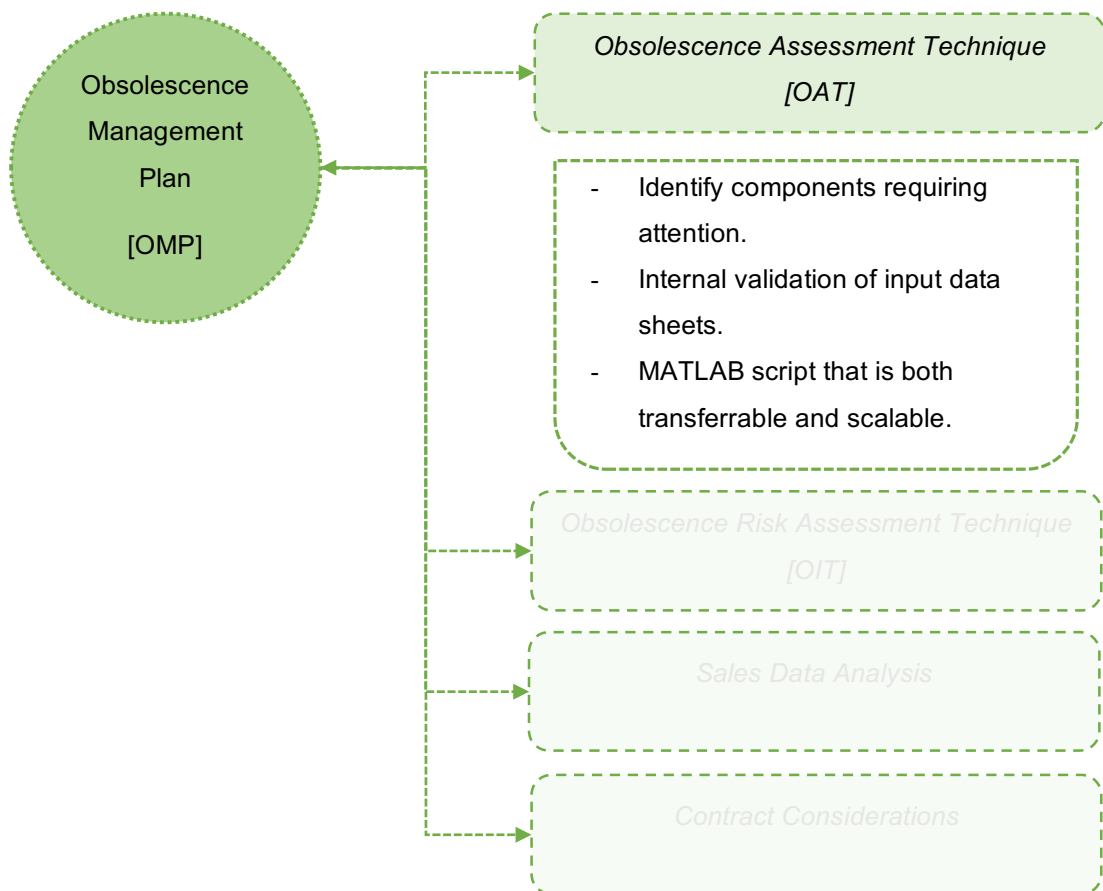 Obsolescence
Management
Plan
[OMP]
Obsolescence Assessment Technique
[OAT]
- Identify components requiring
attention.
- Internal validation of input data
sheets.
- MATLAB script that is both
transferrable and scalable.
Obsolescence Risk Assessment Technique
[OIT]
Sales Data Analysis
Contract Considerations